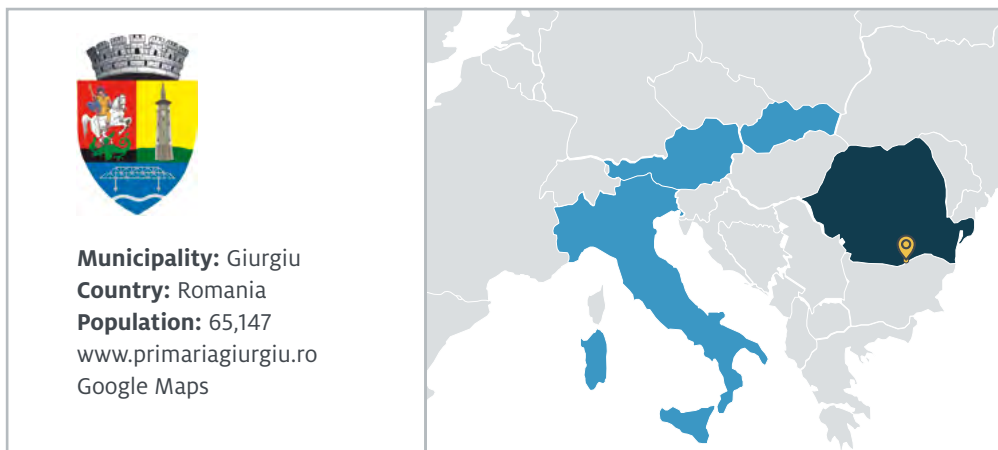 Municipality: Giurgiu
Country: Romania
Population: 65,147
www.primariagiurgiu.ro
Google Maps